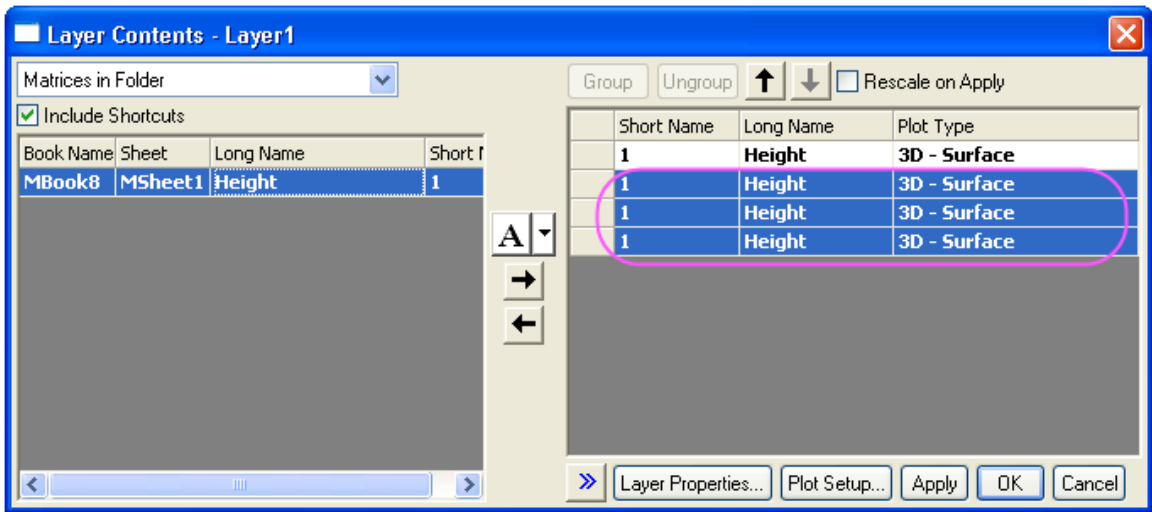 Layer Contents - Layer1
Matrices in Folder
Include Shortcuts
Book Name Sheet Long Name Short
MBook8 MSheet1 Height 1
A
Group Ungroup Rescale on Apply
Short Name Long Name Plot Type
1 Height 3D - Surface
1 Height 3D - Surface
1 Height 3D - Surface
1 Height 3D - Surface
Layer Properties... Plot Setup... Apply OK Cancel